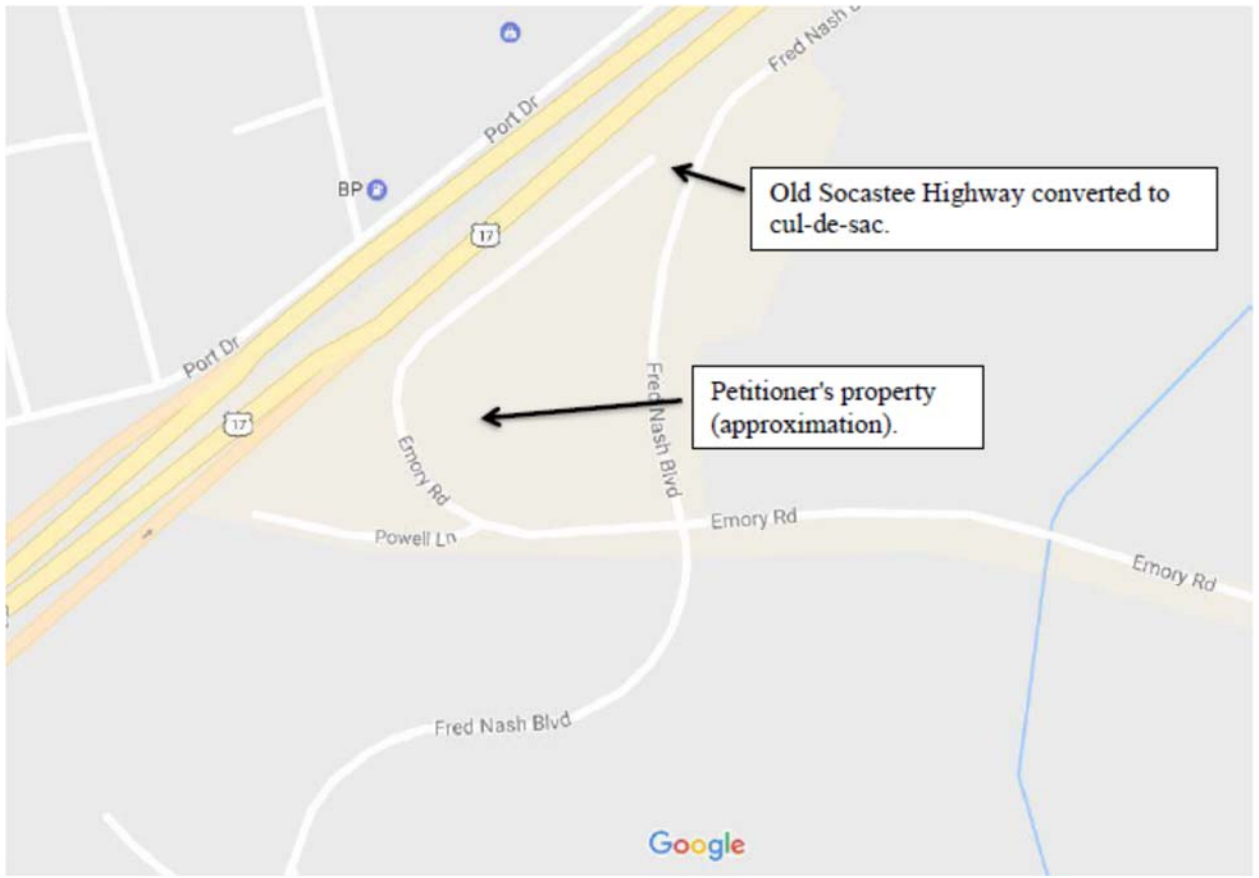 Fred Nash B
Port Dr
BP
Old Socastee Highway converted to
cul-de-sac.
17
Port Dr
Petitioner's property
(approximation).
Fred Nash Blvd
17
Emory Rd
Emory Rd
Powell Ln
Emory Rd
Fred Nash Blvd
Google